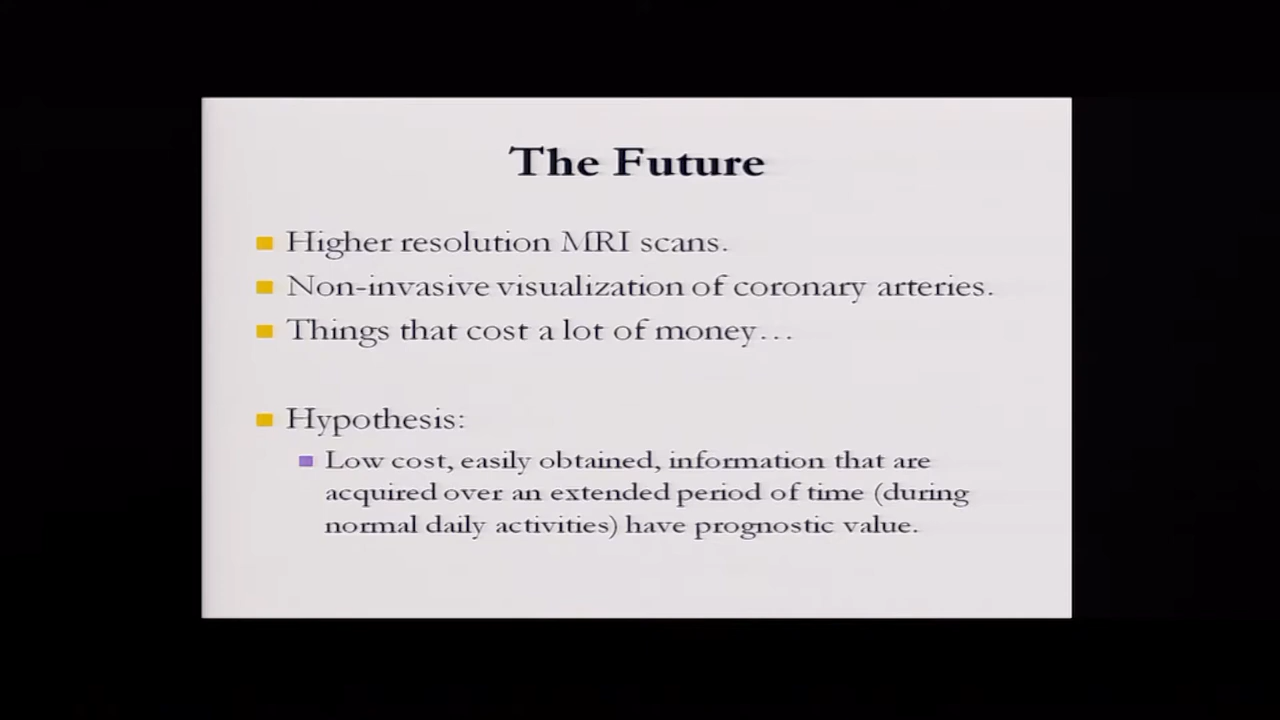 The Future
Higher resolution MRI scans.
Non-invasive visualization of coronary arteries.
Things that cost a lot of money…
Hypothesis:
Low cost, easily obtained, information that are
acquired over an extended period of time (during
normal daily activities) have prognostic value.